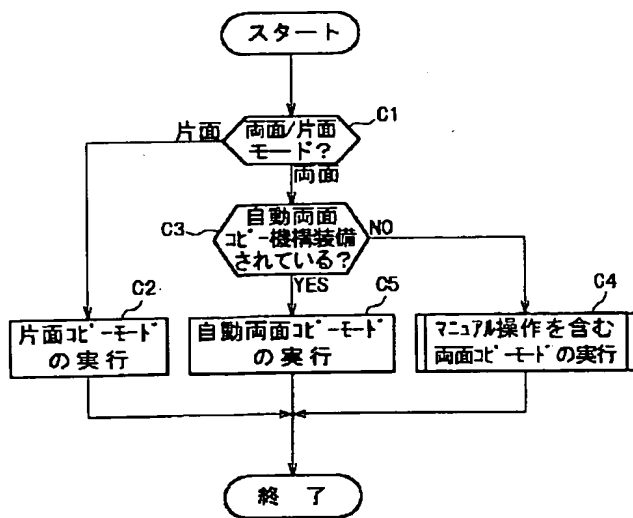 スタート
C1
両面/片面
モード?
片面
両面
C3
自動両面
コピー機構装備
されている?
NO
YES
C2
片面コピーモード
の実行
C5
自動両面コピーモード
の実行
C4
マニュアル操作を含む
両面コピーモードの実行
終了